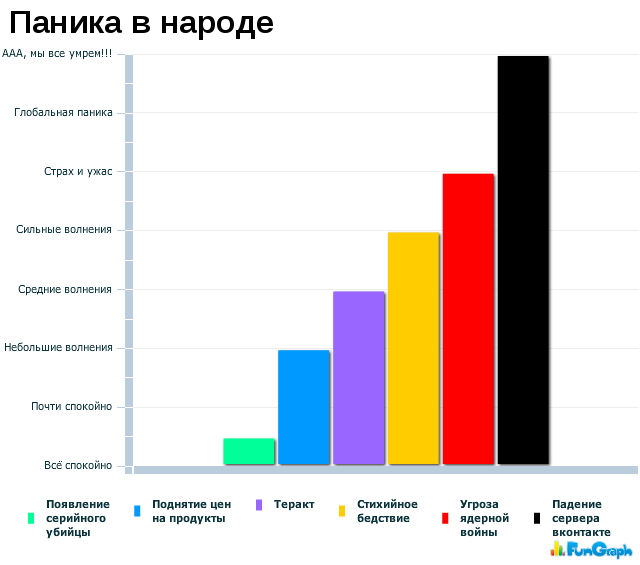 Паника в народе
ААА, мы все умрем!!!
Глобальная паника
Страх и ужас
Сильные волнения
Средние волнения
Небольшие волнения
Почти спокойно
Всё спокойно
Появление
серийного
убийцы
Поднятие цен
на продукты
Теракт
Стихийное
бедствие
Угроза
ядерной
войны
Падение
сервера
вконтакте
FunGraph